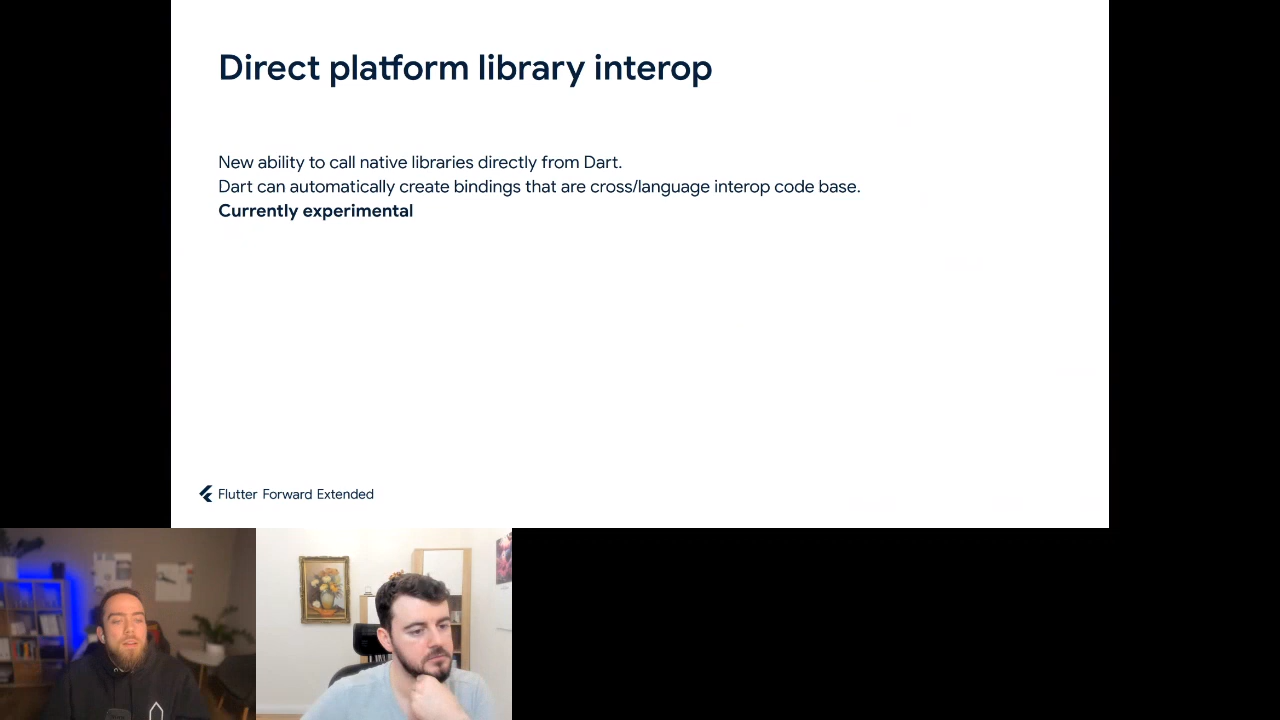 Direct platform library interop
New ability to call native libraries directly from Dart.
Dart can automatically create bindings that are cross/language interop code base.
Currently experimental
Flutter Forward Extended